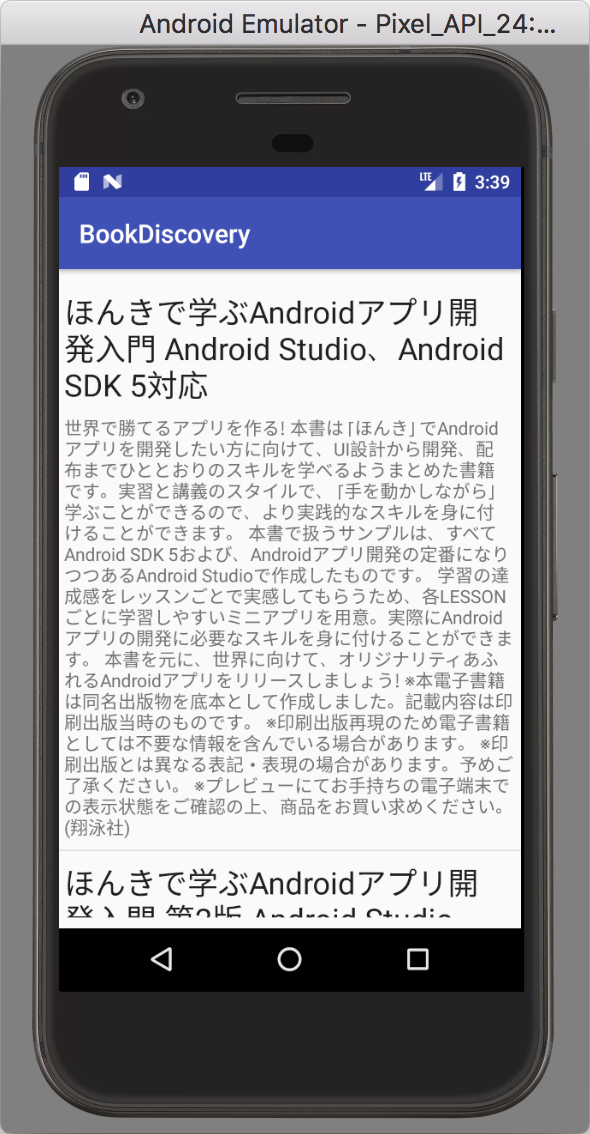 Android Emulator - Pixel_API_24:...
LTE 3:39
BookDiscovery
ほんきで学ぶAndroidアプリ開
発入門 Android Studio、Android
SDK 5対応
世界で勝てるアプリを作る! 本書は「ほんき」でAndroid
アプリを開発したい方に向けて、UI設計から開発、配
布までひととおりのスキルを学べるようまとめた書籍
です。実習と講義のスタイルで、「手を動かしながら」
学ぶことができるので、より実践的なスキルを身に付
けることができます。 本書で扱うサンプルは、すべて
Android SDK 5および、Androidアプリ開発の定番になり
つつあるAndroid Studioで作成したものです。 学習の達
成感をレッスンごとで実感してもらうため、各LESSON
ごとに学習しやすいミニアプリを用意。実際にAndroid
アプリの開発に必要なスキルを身に付けることができま
す。 本書を元に、世界に向けて、オリジナリティあふ
れるAndroidアプリをリリースしましょう! ※本電子書籍
は同名出版物を底本として作成しました。記載内容は印
刷出版当時のものです。 ※印刷出版再現のため電子書籍
としては不要な情報を含んでいる場合があります。 ※印
刷出版とは異なる表記・表現の場合があります。予めご
了承ください。 ※プレビューにてお手持ちの電子端末で
の表示状態をご確認の上、商品をお買い求めください。
(翔泳社)
ほんきで学ぶAndroidアプリ開
発入門 第2版 Android Studio